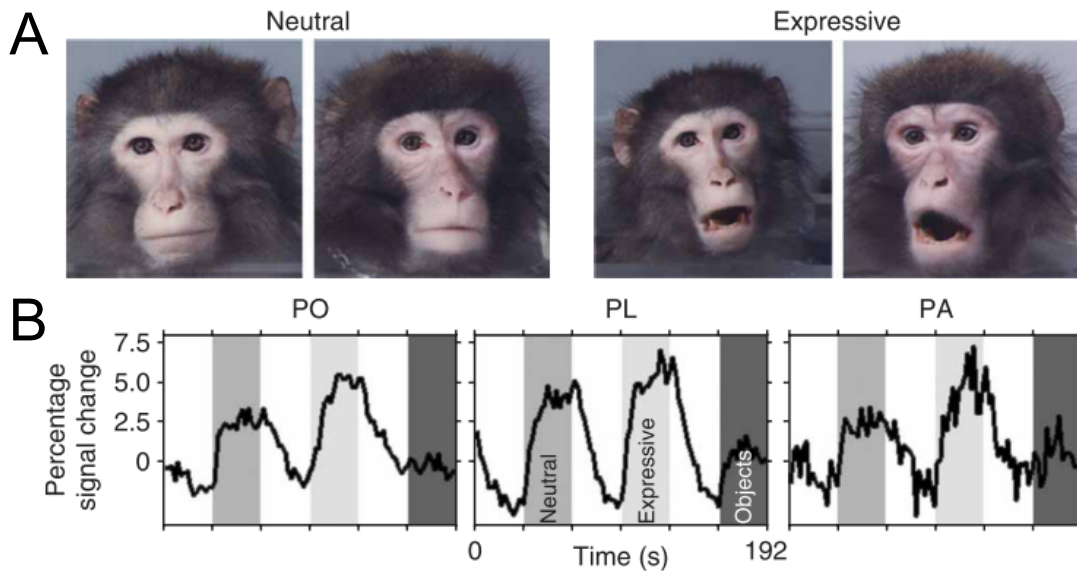 A
Neutral
Expressive
B
PO
PL
PA
Percentage
signal change
7.5
5.0
2.5
0
Neutral
Expressive
Objects
0
Time (s)
192